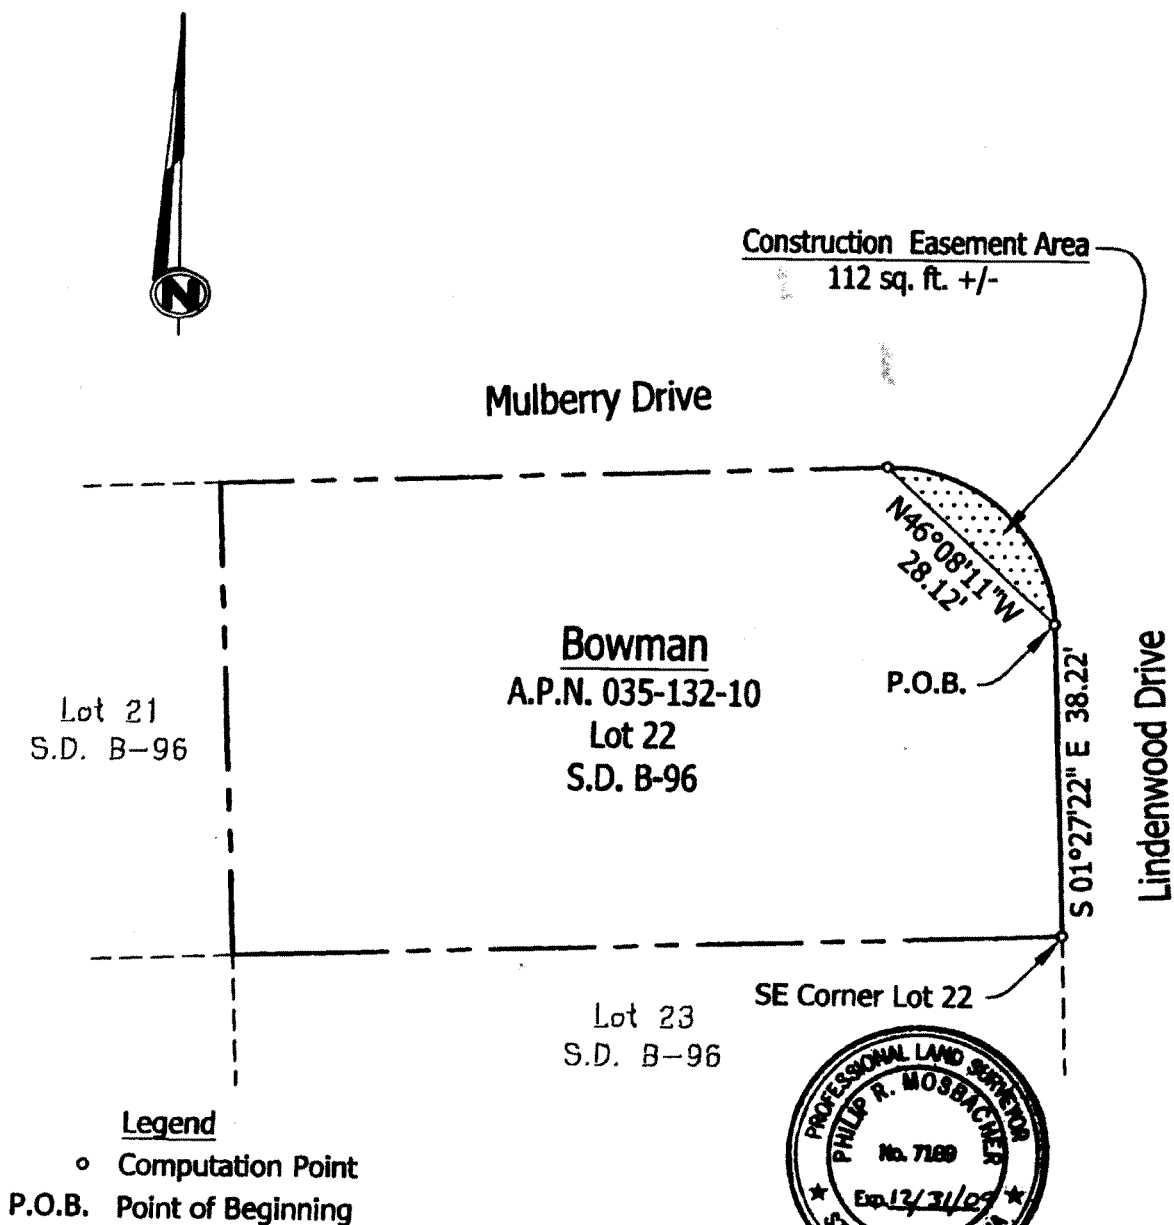 N
Construction Easement Area
112 sq. ft. +/-
Mulberry Drive
N46°08'11"W
28.12'
Bowman
A.P.N. 035-132-10
Lot 22
S.D. B-96
P.O.B.
S 01°27'22" E 38.22'
Lindenwood Drive
Lot 21
S.D. B-96
SE Corner Lot 22
Lot 23
S.D. B-96
PROFESSIONAL LAND SURVEYOR
PHILIP R. MOSBACHER
No. 7189
Exp. 12/31/09
Legend
Computation Point
P.O.B. Point of Beginning